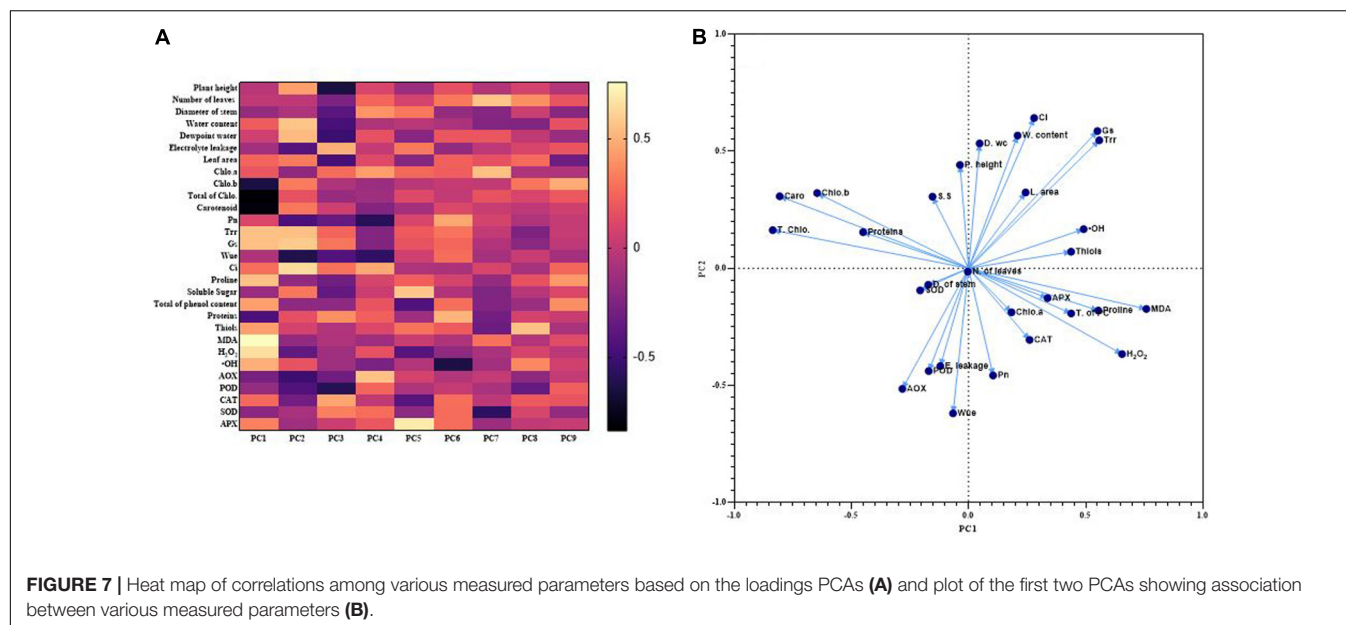 A
Plant height
Number of leaves
Diameter of stem
Water content
Dewpoint water
Electrolyte leakage
Leaf area
Chlo.a
Chlo.b
Total of Chlo.
Carotenoid
Pn
Trr
Gs
Wue
Ci
Proline
Soluble Sugar
Total of phenol content
Proteins
Thiols
MDA
H₂O₂
•OH
AOX
POD
CAT
SOD
APX
PC1 PC2 PC3 PC4 PC5 PC6 PC7 PC8 PC9
0.5
0
-0.5
B
1.0
0.5
0.0
-0.5
-1.0
PC2
CI
Gs
W. content
Trr
D. wc
P. height
Caro
Chlo.b
S.S
L. area
T. Chlo.
Proteins
•OH
Thiols
N. of leaves
D. of stem
SOD
APX
Chlo.a
T. of PC
Proline
MDA
CAT
H₂O₂
E. leakage
POD
Pn
AOX
Wue
-1.0 -0.5 0.0 0.5 1.0
PC1
FIGURE 7 | Heat map of correlations among various measured parameters based on the loadings PCAs (A) and plot of the first two PCAs showing association
between various measured parameters (B).